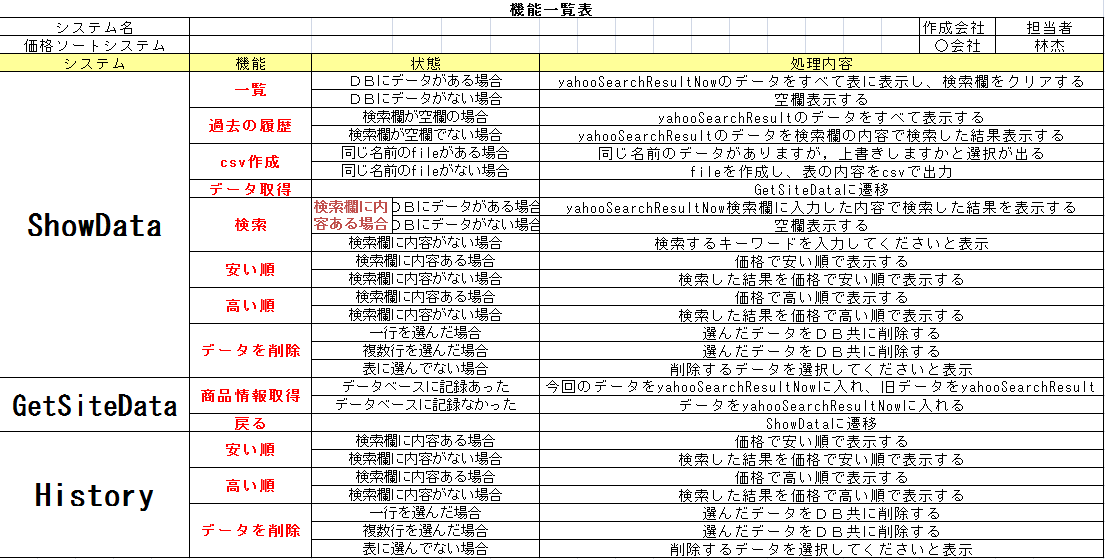 機能一覧表
システム名 作成会社 担当者
価格ソートシステム 〇会社 林杰
システム 機能 状態 処理内容
ShowData
一覧
ＤＢにデータがある場合 yahooSearchResultNowのデータをすべて表に表示し、検索欄をクリアする
ＤＢにデータがない場合 空欄表示する
過去の履歴
検索欄が空欄の場合 yahooSearchResultのデータをすべて表示する
検索欄が空欄でない場合 yahooSearchResultのデータを検索欄の内容で検索した結果表示する
csv作成
同じ名前のfileがある場合 同じ名前のデータがありますが，上書きしますかと選択が出る
同じ名前のfileがない場合 fileを作成し、表の内容をcsvで出力
データ取得 GetSiteDataに遷移
検索
検索欄に内
容ある場合
ＤＢにデータがある場合 yahooSearchResultNow検索欄に入力した内容で検索した結果を表示する
ＤＢにデータがない場合 空欄表示する
検索欄に内容がない場合 検索するキーワードを入力してくださいと表示
安い順
検索欄に内容ある場合 価格で安い順で表示する
検索欄に内容がない場合 検索した結果を価格で安い順で表示する
高い順
検索欄に内容ある場合 価格で高い順で表示する
検索欄に内容がない場合 検索した結果を価格で高い順で表示する
データを削除
一行を選んだ場合 選んだデータをＤＢ共に削除する
複数行を選んだ場合 選んだデータをＤＢ共に削除する
表に選んでない場合 削除するデータを選択してくださいと表示
GetSiteData
商品情報取得
データベースに記録あった 今回のデータをyahooSearchResultNowに入れ、旧データをyahooSearchResult
データベースに記録なかった データをyahooSearchResultNowに入れる
戻る ShowDataに遷移
History
安い順
検索欄に内容ある場合 価格で安い順で表示する
検索欄に内容がない場合 検索した結果を価格で安い順で表示する
高い順
検索欄に内容ある場合 価格で高い順で表示する
検索欄に内容がない場合 検索した結果を価格で高い順で表示する
データを削除
一行を選んだ場合 選んだデータをＤＢ共に削除する
複数行を選んだ場合 選んだデータをＤＢ共に削除する
表に選んでない場合 削除するデータを選択してくださいと表示